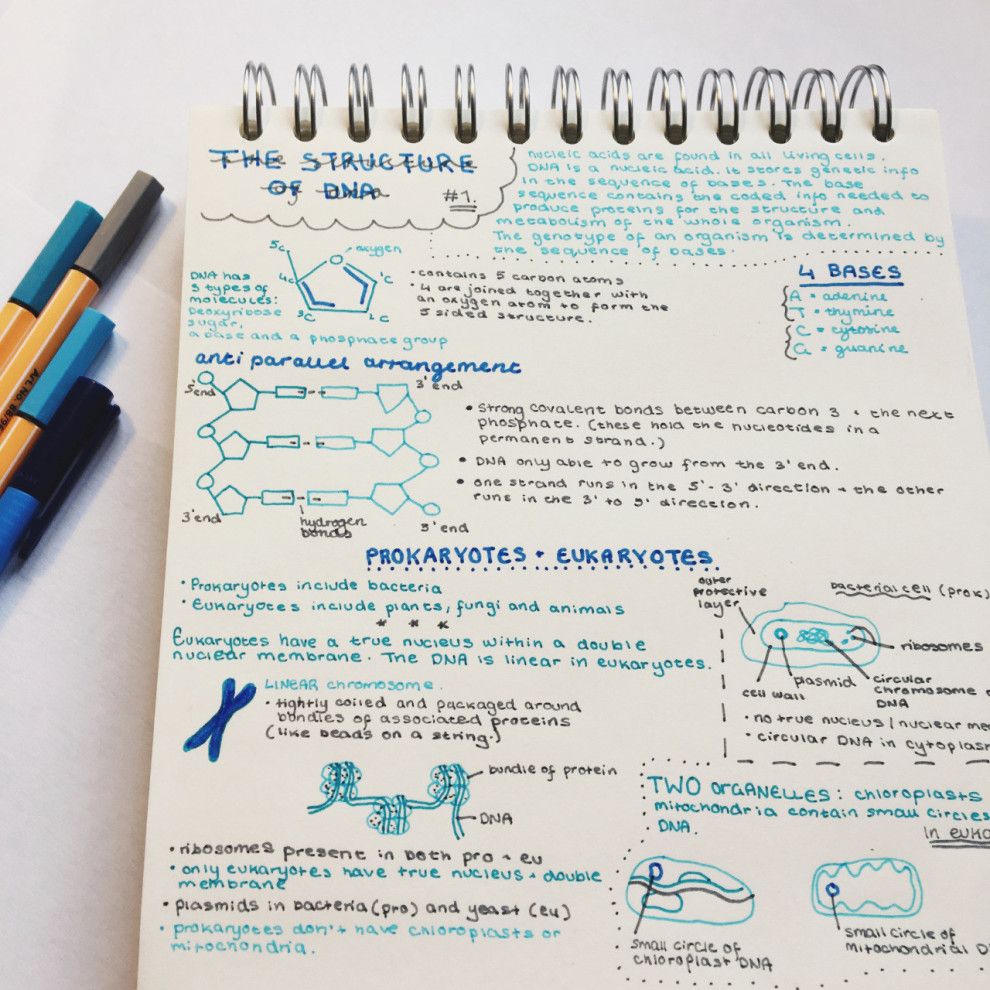 THE STRUCTURE
OF DNA
#1.
nucleic acids are found in all living cells.
DNA is a nucleic acid. it stores genetic info
in the sequence of bases. The base
sequence contains the coded info needed to
produce proteins for the structure and
metabolism of the whole organism.
The genotype of an organism is determined by
the sequence of bases.
DNA has
3 types of
molecules:
deoxyribose
sugar,
a base and a phosphate group
5c
oxygen
4c
'c
3c
2c
• contains 5 carbon atoms
• 4 are joined together with
an oxygen atom to form the
5 sided structure.
4 BASES
A = adenine
T = thymine
C = cytosine
G = guanine
anti parallel arrangement
5'end
3'end
3'end
hydrogen
bonds
5'end
• Strong covalent bonds between carbon 3 + the next
phosphate. (these hold the nucleotides in a
permanent strand.)
• DNA only able to grow from the 3' end.
• one strand runs in the 5'-3' direction + the other
runs in the 3' to 5' direction.
PROKARYOTES + EUKARYOTES
• Prokaryotes include bacteria
• Eukaryotes include plants, fungi and animals
* * *
Eukaryotes have a true nucleus within a double
nuclear membrane. The DNA is linear in eukaryotes.
LINEAR chromosome.
• tightly coiled and packaged around
bundles of associated proteins
(like beads on a string.)
bundle of protein
DNA
• ribosomes present in both pro + eu
• only eukaryotes have true nucleus + double
membrane
• plasmids in bacteria (pro) and yeast (eu)
• prokaryotes don't have chloroplasts or
mitochondria.
outer
protective
layer
bacterial cell (prok)
ribosomes
cell wall
plasmid
circular
chromosome
DNA
• no true nucleus / nuclear me
• circular DNA in cytoplas
TWO ORGANELLES: chloroplasts
mitochondria contain small circles
DNA.
in euka
small circle of
chloroplast DNA
small circle of
mitochondrial D
Art. No. 88/